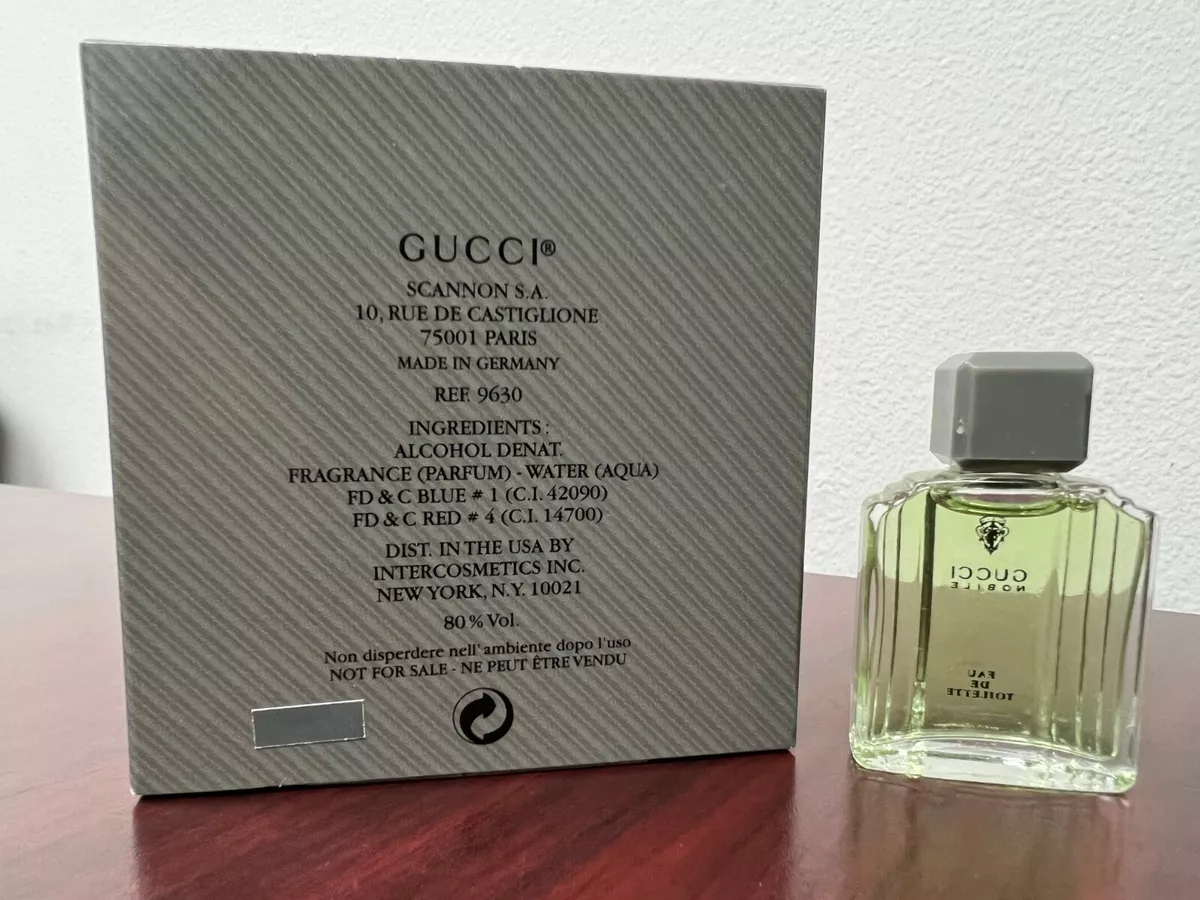 GUCCI®
SCANNON S.A.
10, RUE DE CASTIGLIONE
75001 PARIS
MADE IN GERMANY
REF. 9630
INGREDIENTS :
ALCOHOL DENAT.
FRAGRANCE (PARFUM) - WATER (AQUA)
FD & C BLUE # 1 (C.I. 42090)
FD & C RED # 4 (C.I. 14700)
DIST. IN THE USA BY
INTERCOSMETICS INC.
NEW YORK, N.Y. 10021
80 % Vol.
Non disperdere nell' ambiente dopo l'uso
NOT FOR SALE - NE PEUT ÊTRE VENDU
GUCCI
NOBILE
EAU
DE
TOILETTE